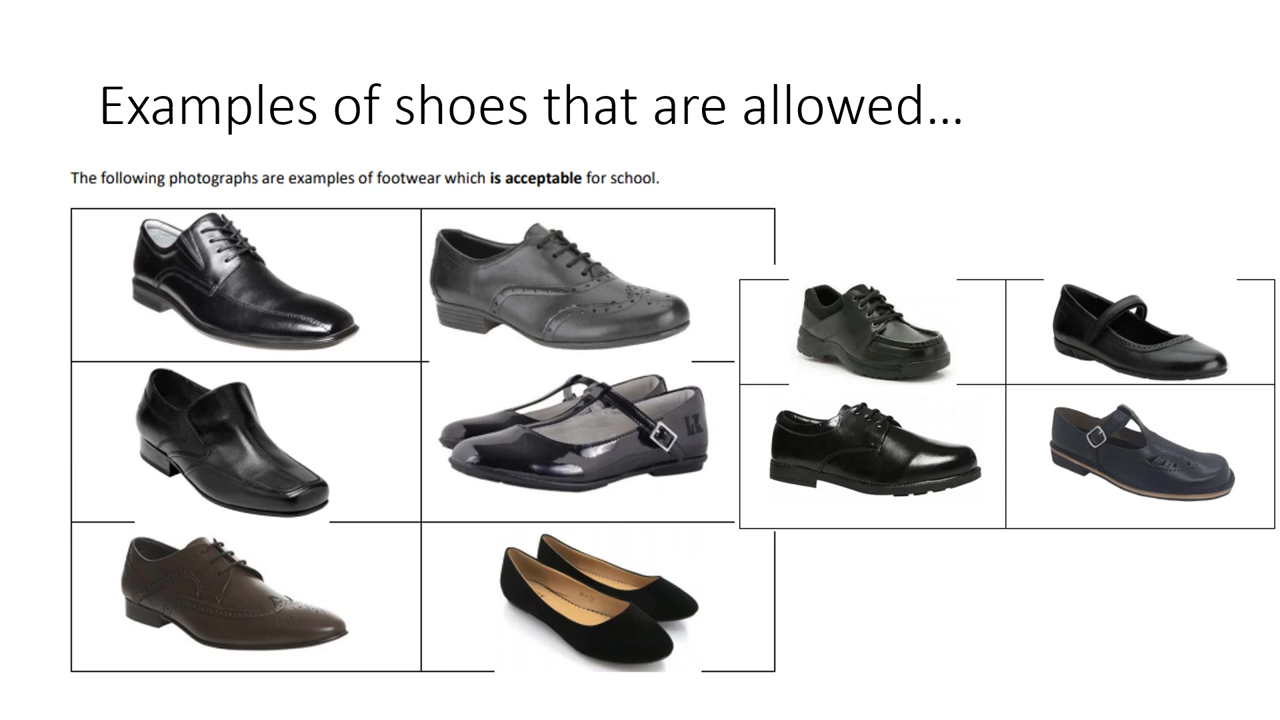 Examples of shoes that are allowed…
The following photographs are examples of footwear which is acceptable for school.